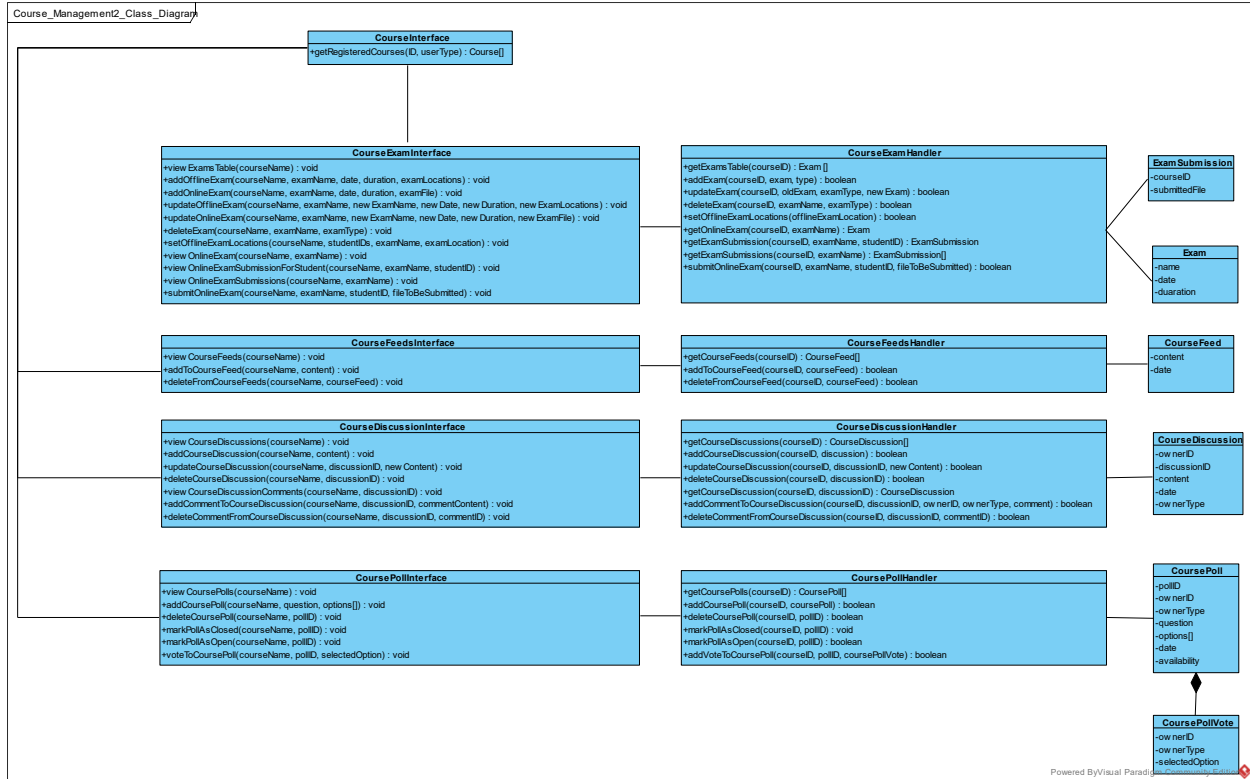 Course_Management2_Class_Diagram
CourseInterface
+getRegisteredCourses(ID, userType) : Course[]
CourseExamInterface
+view ExamsTable(courseName) : void
+addOfflineExam(courseName, examName, date, duration, examLocations) : void
+addOnlineExam(courseName, examName, date, duration, examFile) : void
+updateOfflineExam(courseName, examName, new ExamName, new Date, new Duration, new ExamLocations) : void
+updateOnlineExam(courseName, examName, new ExamName, new Date, new Duration, new ExamFile) : void
+deleteExam(courseName, examName, examType) : void
+setOfflineExamLocations(courseName, studentIDs, examName, examLocation) : void
+view OnlineExam(courseName, examName) : void
+view OnlineExamSubmissionForStudent(courseName, examName, studentID) : void
+view OnlineExamSubmissions(courseName, examName) : void
+submitOnlineExam(courseName, examName, studentID, fileToBeSubmitted) : void
CourseExamHandler
+getExamsTable(courseID) : Exam []
+addExam(courseID, exam, type) : boolean
+updateExam(courseID, oldExam, examType, new Exam) : boolean
+deleteExam(courseID, examName, examType) : boolean
+setOfflineExamLocations(offlineExamLocation) : boolean
+getOnlineExam(courseID, examName) : Exam
+getExamSubmission(courseID, examName, studentID) : ExamSubmission
+getExamSubmissions(courseID, examName) : ExamSubmission[]
+submitOnlineExam(courseID, examName, studentID, fileToBeSubmitted) : boolean
ExamSubmission
-courseID
-submittedFile
Exam
-name
-date
-duaration
CourseFeedsInterface
+view CourseFeeds(courseName) : void
+addToCourseFeed(courseName, content) : void
+deleteFromCourseFeeds(courseName, courseFeed) : void
CourseFeedsHandler
+getCourseFeeds(courseID) : CourseFeed[]
+addToCourseFeed(courseID, courseFeed) : boolean
+deleteFromCourseFeed(courseID, courseFeed) : boolean
CourseFeed
-content
-date
CourseDiscussionInterface
+view CourseDiscussions(courseName) : void
+addCourseDiscussion(courseName, content) : void
+updateCourseDiscussion(courseName, discussionID, new Content) : void
+deleteCourseDiscussion(courseName, discussionID) : void
+view CourseDiscussionComments(courseName, discussionID) : void
+addCommentToCourseDiscussion(courseName, discussionID, commentContent) : void
+deleteCommentFromCourseDiscussion(courseName, discussionID, commentID) : void
CourseDiscussionHandler
+getCourseDiscussions(courseID) : CourseDiscussion[]
+addCourseDiscussion(courseID, discussion) : boolean
+updateCourseDiscussion(courseID, discussionID, new Content) : boolean
+deleteCourseDiscussion(courseID, discussionID) : boolean
+getCourseDiscussion(courseID, discussionID) : CourseDiscussion
+addCommentToCourseDiscussion(courseID, discussionID, ow nerID, ow nerType, comment) : boolean
+deleteCommentFromCourseDiscussion(courseID, discussionID, commentID) : boolean
CourseDiscussion
-ow nerID
-discussionID
-content
-date
-ow nerType
CoursePollInterface
+view CoursePolls(courseName) : void
+addCoursePoll(courseName, question, options[]) : void
+deleteCoursePoll(courseName, pollID) : void
+markPollAsClosed(courseName, pollID) : void
+markPollAsOpen(courseName, pollID) : void
+voteToCoursePoll(courseName, pollID, selectedOption) : void
CoursePollHandler
+getCoursePolls(courseID) : CoursePoll[]
+addCoursePoll(courseID, coursePoll) : boolean
+deleteCoursePoll(courseID, pollID) : boolean
+markPollAsClosed(courseID, pollID) : void
+markPollAsOpen(courseID, pollID) : boolean
+addVoteToCoursePoll(courseID, pollID, coursePollVote) : boolean
CoursePoll
-pollID
-ow nerID
-ow nerType
-question
-options[]
-date
-availability
CoursePollVote
-ow nerID
-ow nerType
-selectedOption
Powered ByVisual Paradigm Community Edition